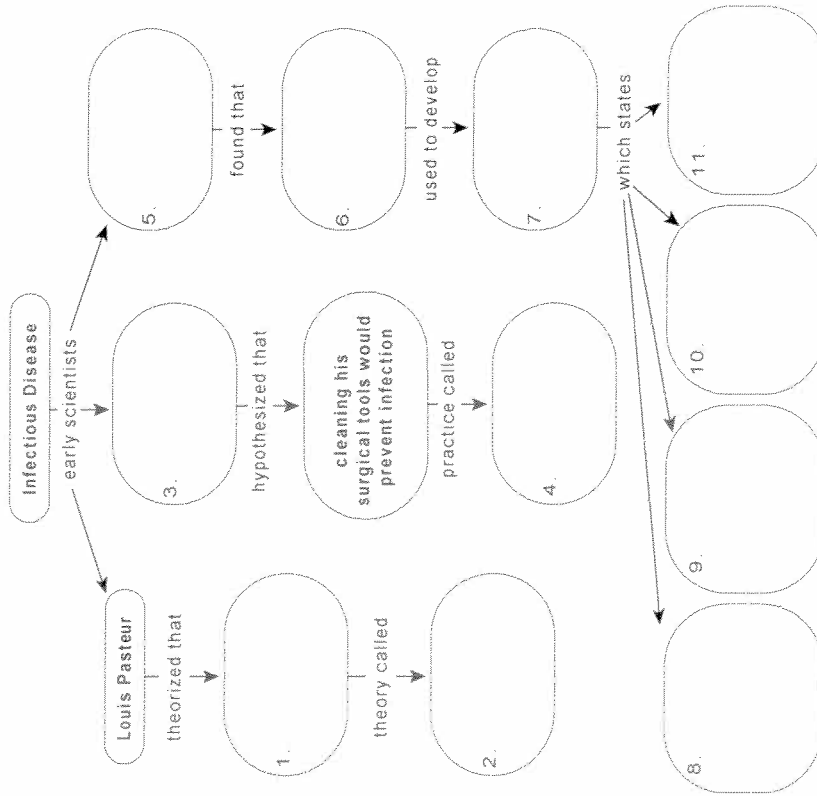 Infectious Disease
early scientists
Louis Pasteur
theorized that
1.
theory called
2.
3.
hypothesized that
cleaning his
surgical tools would
prevent infection
practice called
4.
5.
found that
6.
used to develop
7.
which states
8.
9.
10.
11.